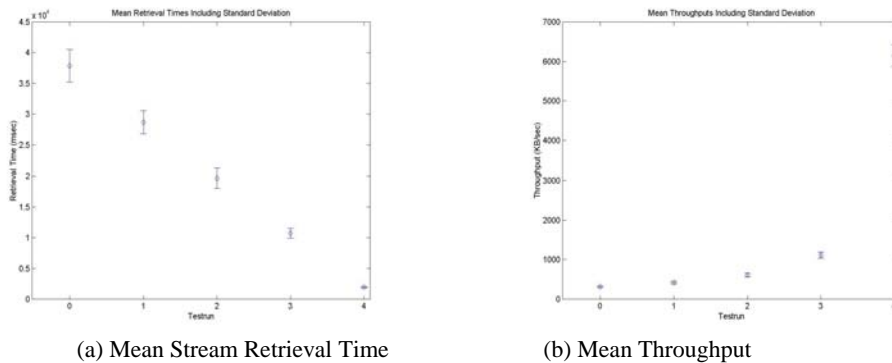 Mean Retrieval Times Including Standard Deviation
x 10^4
4.5
4
3.5
3
2.5
2
1.5
1
0.5
0
Retrieval Time (msec)
0 1 2 3 4
Testrun
(a) Mean Stream Retrieval Time
Mean Throughputs Including Standard Deviation
7000
6000
5000
4000
3000
2000
1000
0
Throughput (KB/sec)
0 1 2 3
Testrun
(b) Mean Throughput